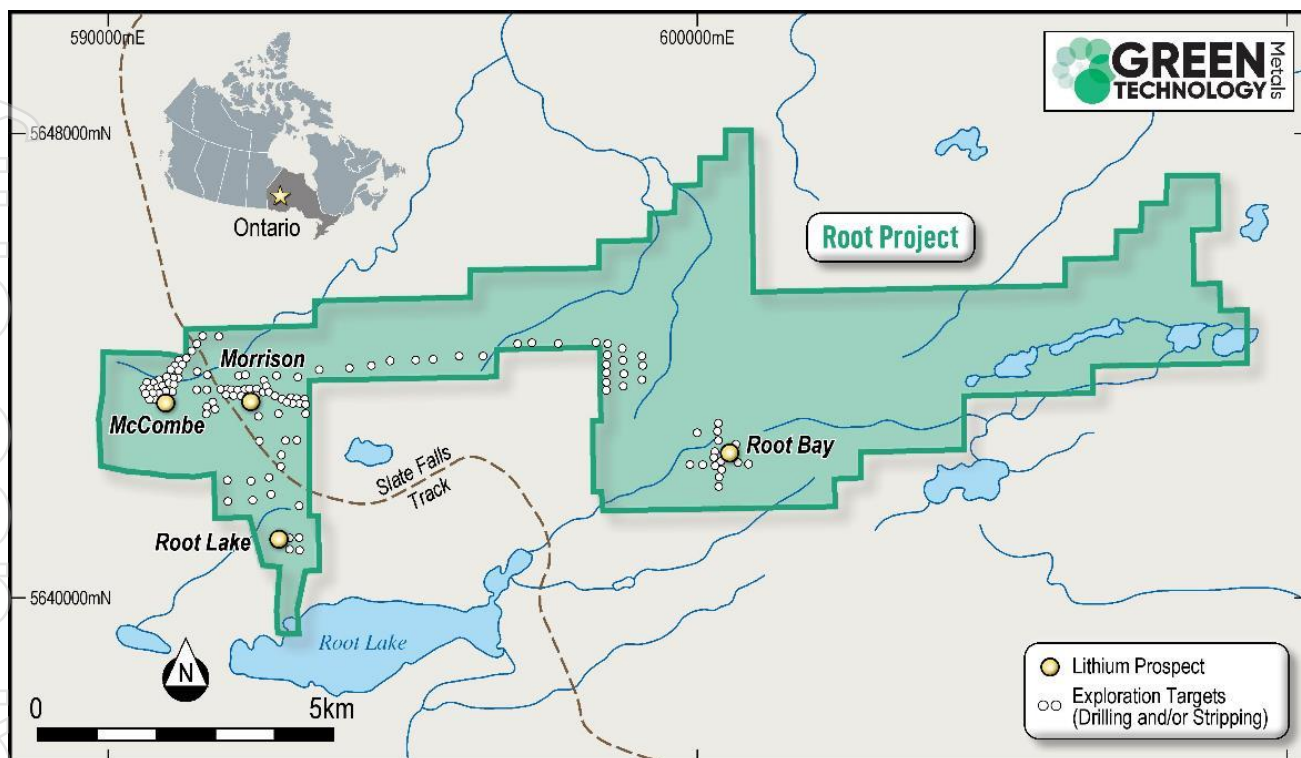 590000mE
600000mE
GREEN
TECHNOLOGY
Metals
5648000mN
Ontario
Root Project
Morrison
McCombe
Root Bay
Slate Falls
Track
Root Lake
5640000mN
Root Lake
N
0 5km
Lithium Prospect
Exploration Targets
(Drilling and/or Stripping)